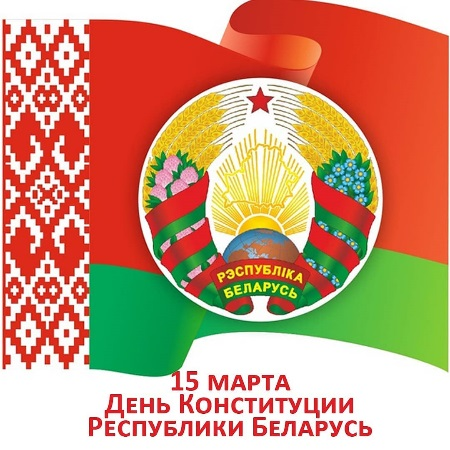 РЭСПУБЛІКА
БЕЛАРУСЬ
15 МАРТА
ДЕНЬ КОНСТИТУЦИИ
РЕСПУБЛИКИ БЕЛАРУСЬ